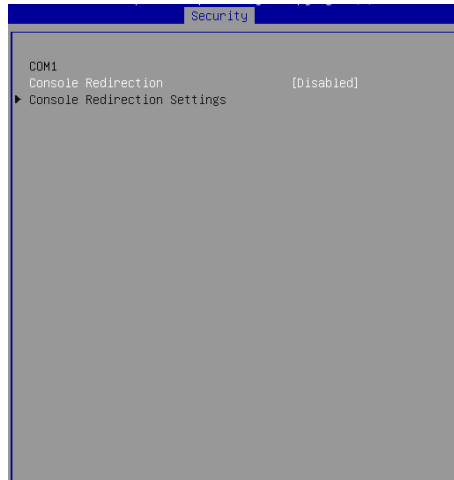 Security
COM1
Console Redirection [Disabled]
Console Redirection Settings